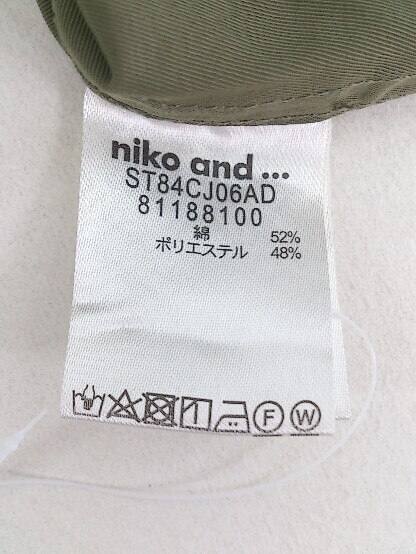 niko and ...
ST84CJ06AD
81188100
綿 52%
ポリエステル 48%
F W